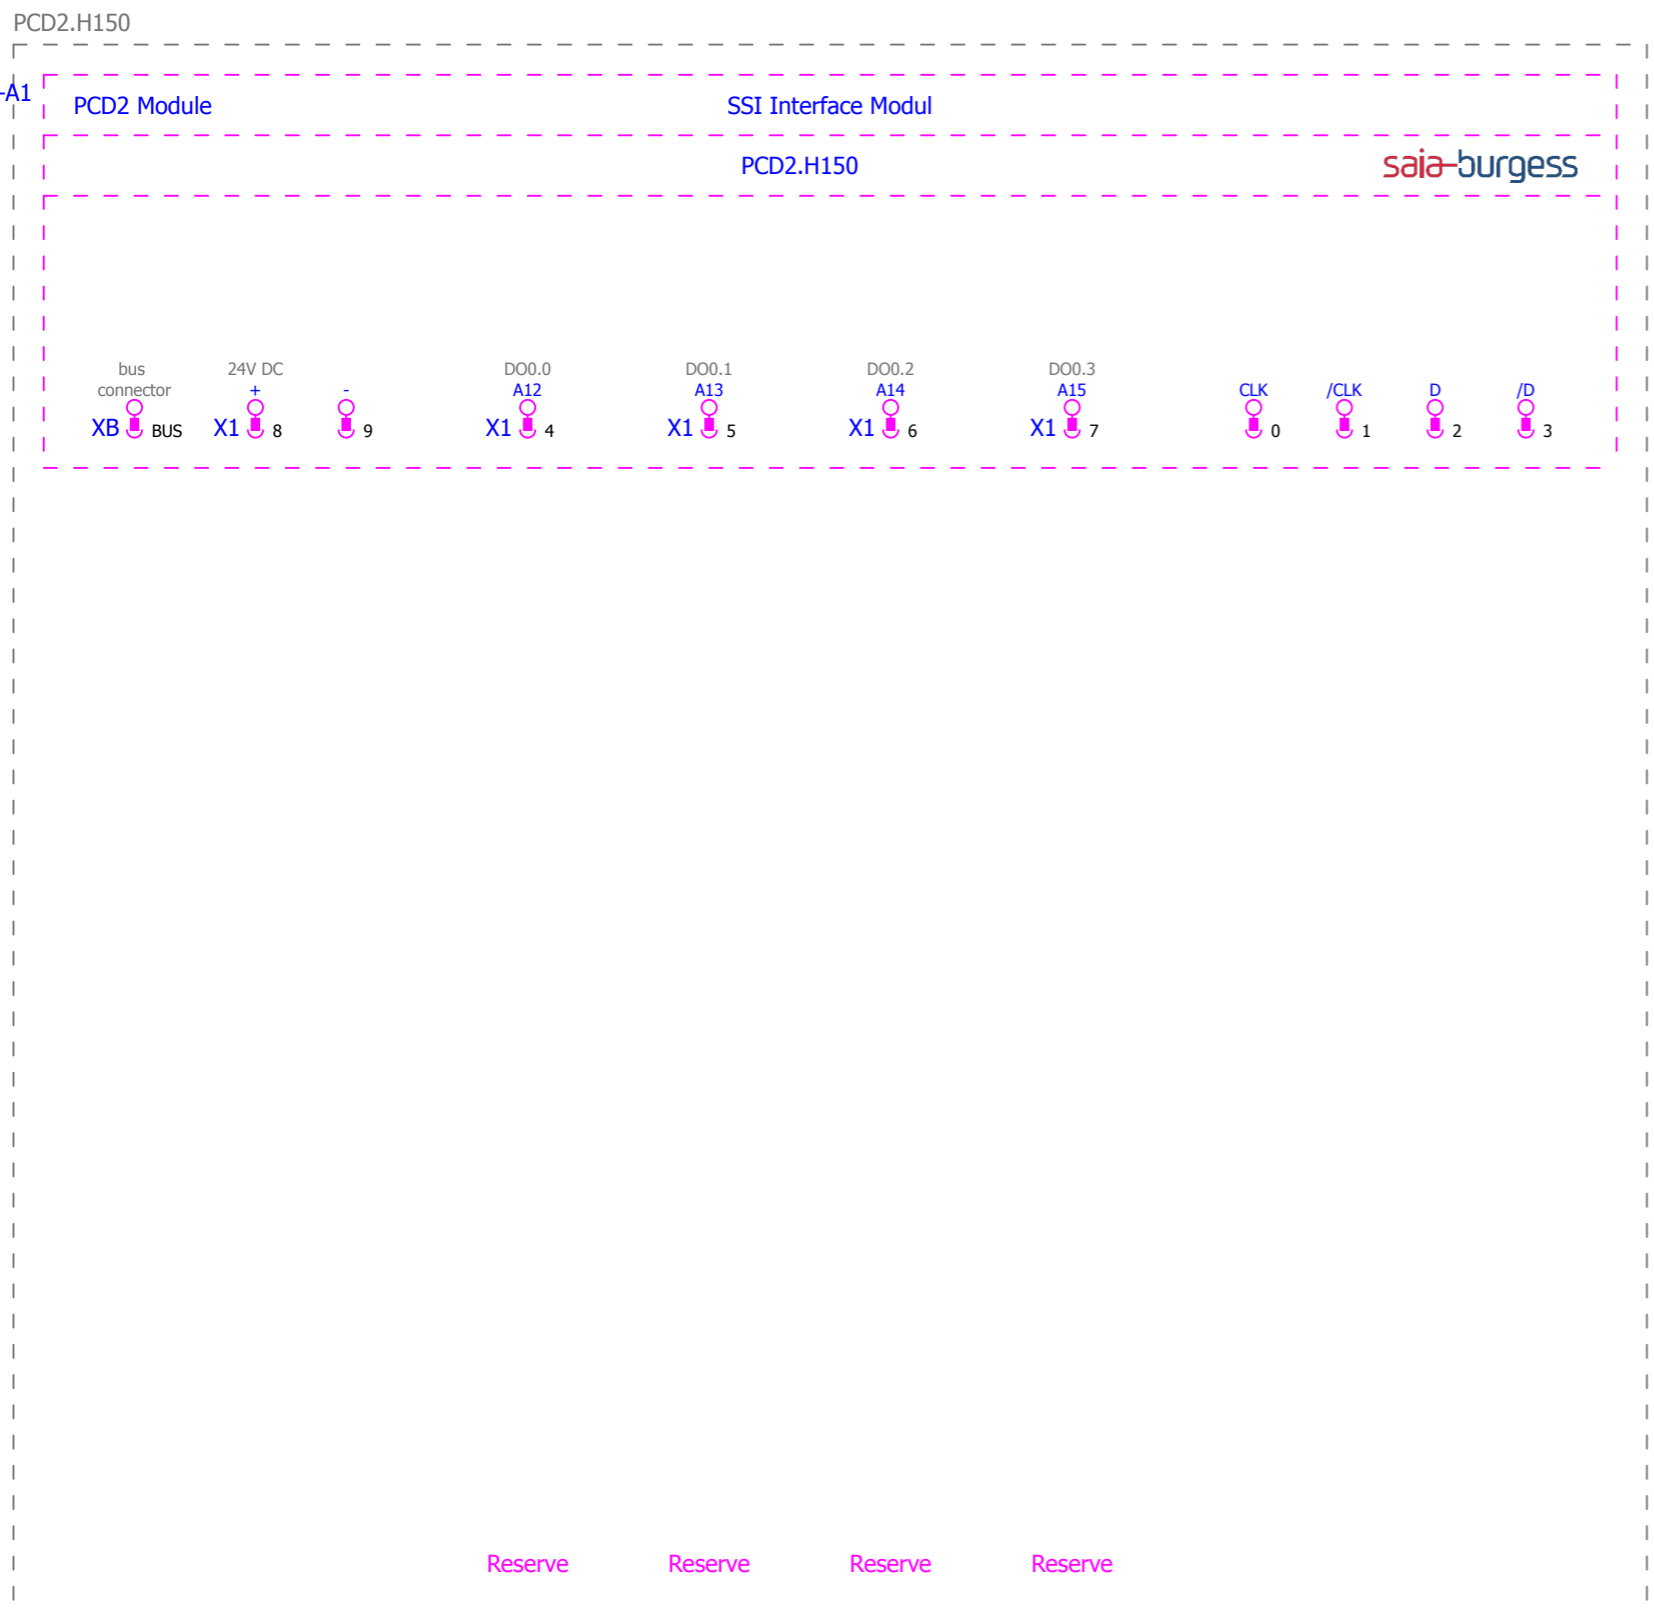 PCD2.H150
-A1
PCD2 Module SSI Interface Modul
PCD2.H150 saia-burgess
bus 24V DC DO0.0 DO0.1 DO0.2 DO0.3
connector + - A12 A13 A14 A15 CLK /CLK D /D
XB BUS X1 8 9 X1 4 X1 5 X1 6 X1 7 0 1 2 3
Reserve Reserve Reserve Reserve